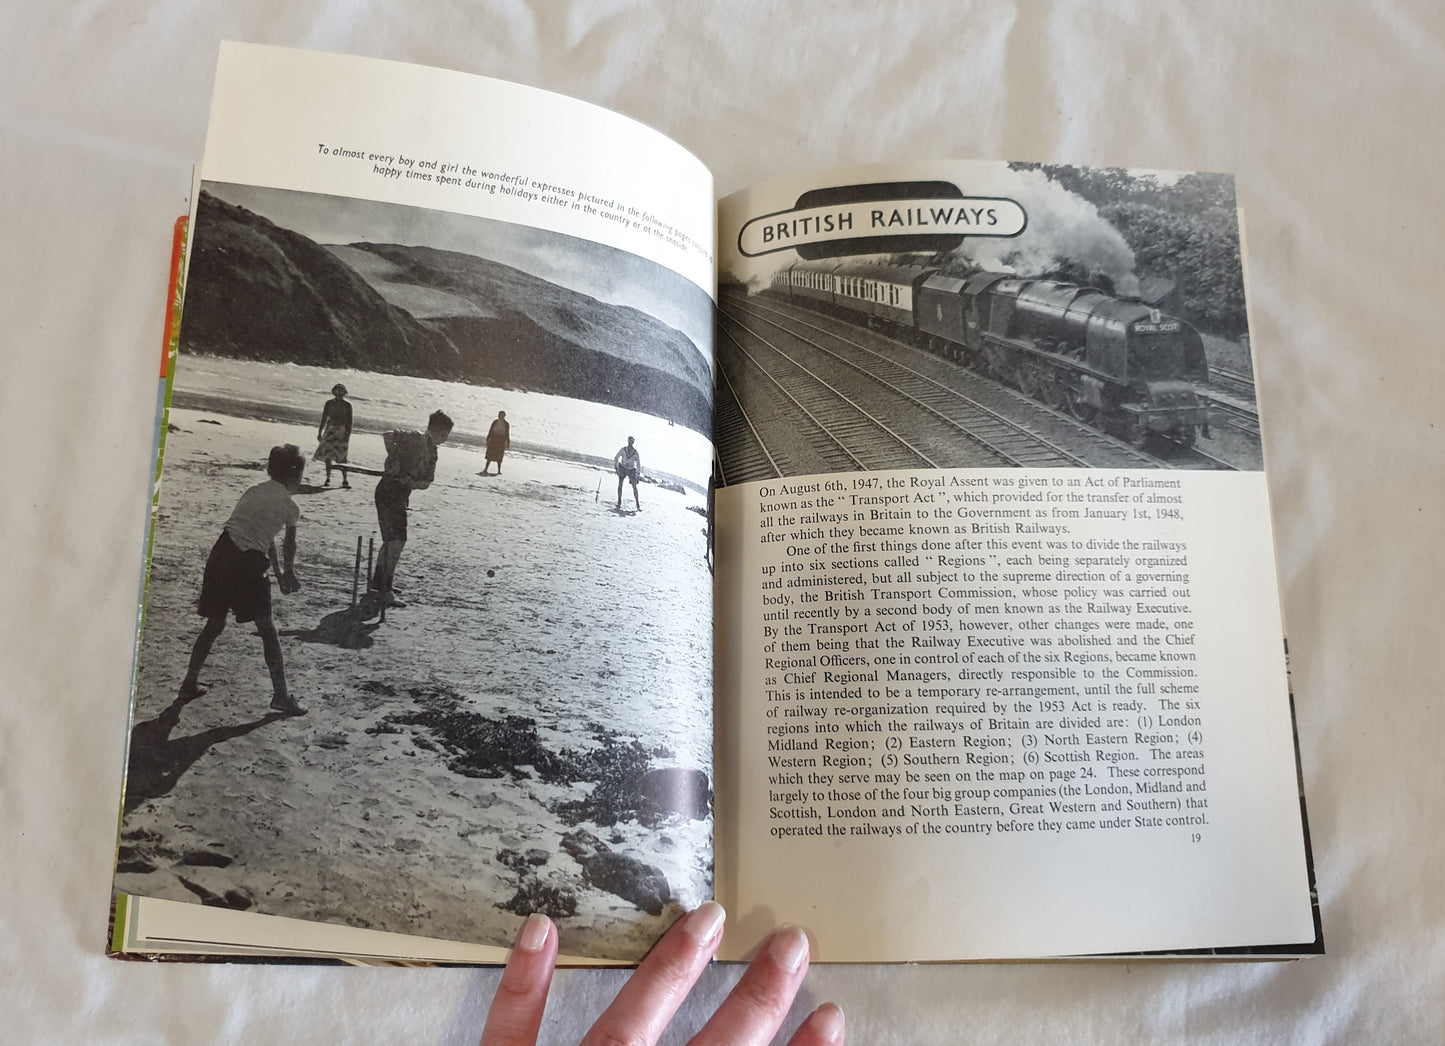 To almost every boy and girl the wonderful expresses pictured in the following pages
happy times spent during holidays either in the country or at the seaside.
BRITISH RAILWAYS
ROYAL SCOT
On August 6th, 1947, the Royal Assent was given to an Act of Parliament
known as the “ Transport Act ”, which provided for the transfer of almost
all the railways in Britain to the Government as from January 1st, 1948,
after which they became known as British Railways.
One of the first things done after this event was to divide the railways
up into six sections called “ Regions ”, each being separately organized
and administered, but all subject to the supreme direction of a governing
body, the British Transport Commission, whose policy was carried out
until recently by a second body of men known as the Railway Executive.
By the Transport Act of 1953, however, other changes were made, one
of them being that the Railway Executive was abolished and the Chief
Regional Officers, one in control of each of the six Regions, became known
as Chief Regional Managers, directly responsible to the Commission.
This is intended to be a temporary re-arrangement, until the full scheme
of railway re-organization required by the 1953 Act is ready. The six
regions into which the railways of Britain are divided are: (1) London
Midland Region; (2) Eastern Region; (3) North Eastern Region; (4)
Western Region; (5) Southern Region; (6) Scottish Region. The areas
which they serve may be seen on the map on page 24. These correspond
largely to those of the four big group companies (the London, Midland and
Scottish, London and North Eastern, Great Western and Southern) that
operated the railways of the country before they came under State control.
19